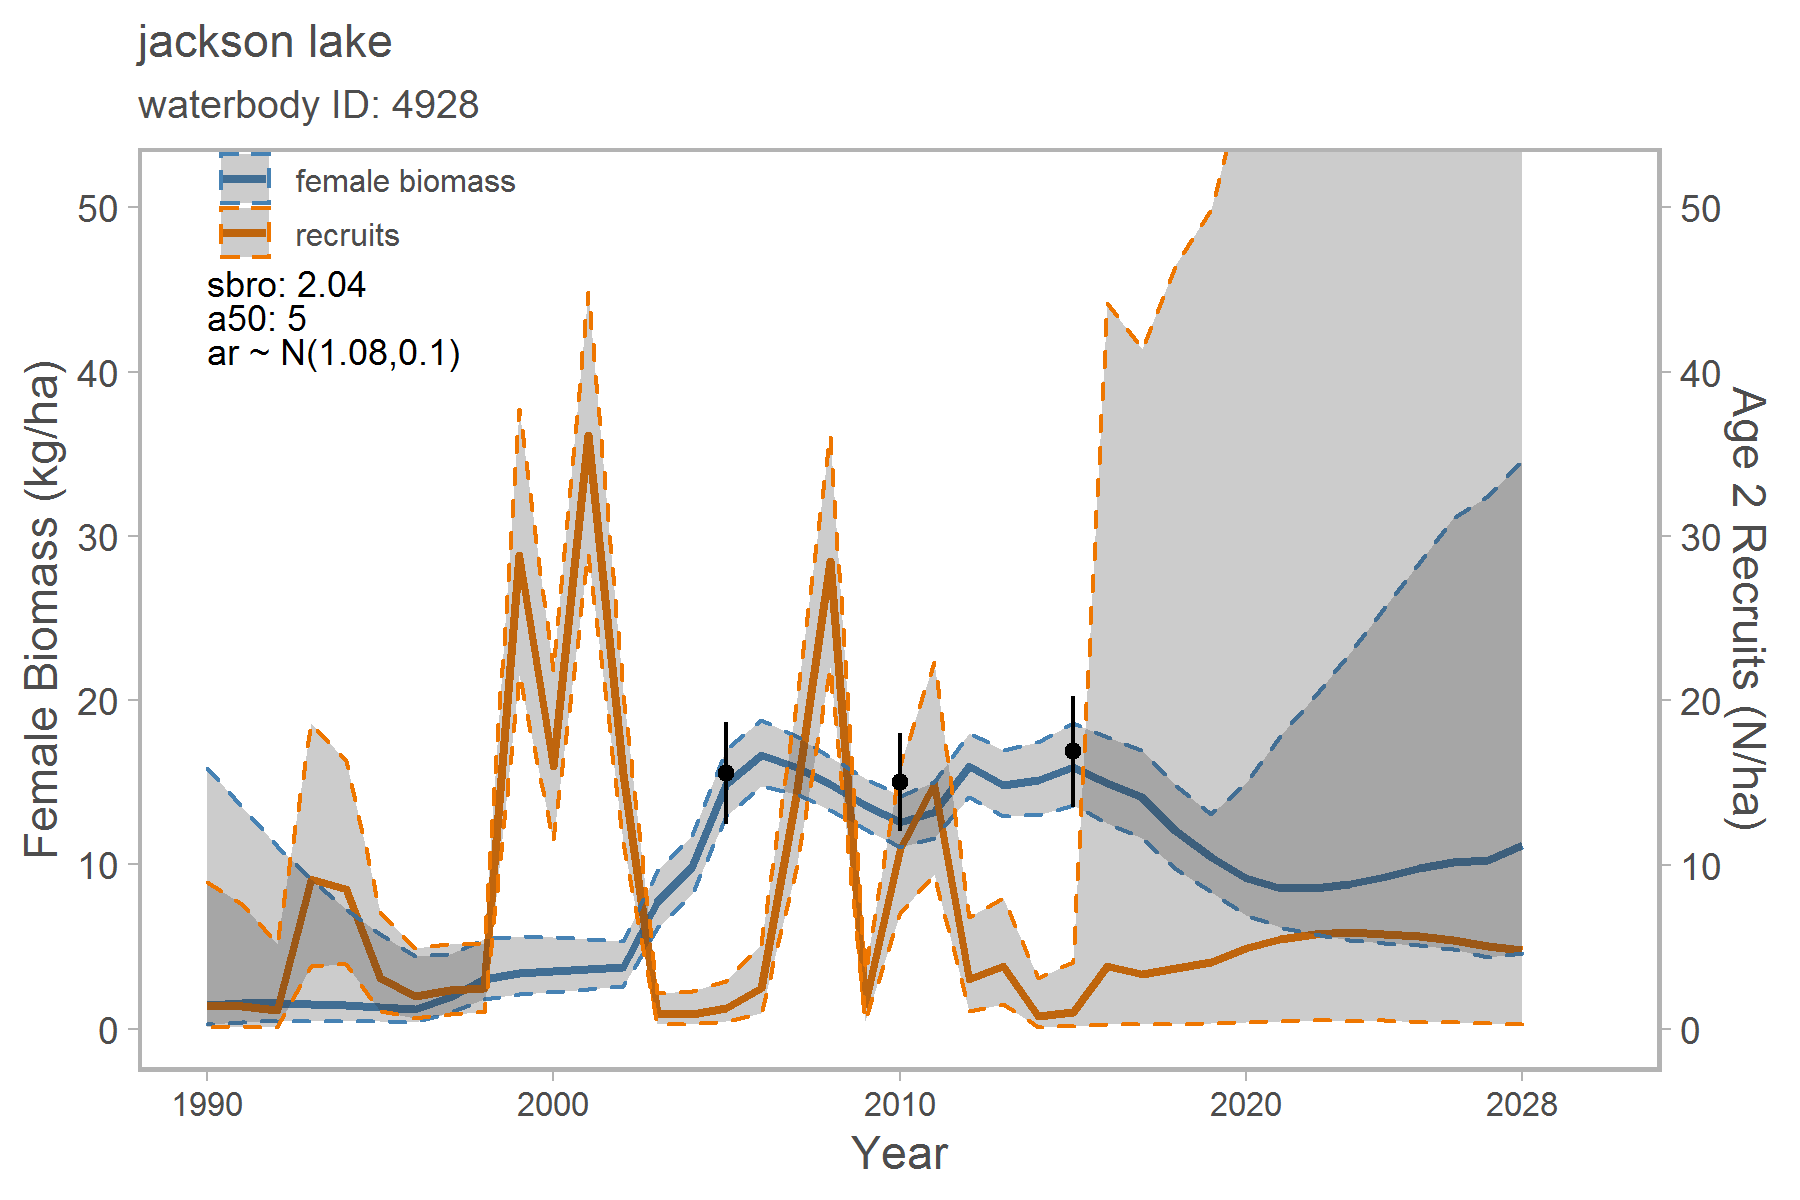 jackson lake
waterbody ID: 4928
female biomass
recruits
sbro: 2.04
a50: 5
ar ~ N(1.08,0.1)
Female Biomass (kg/ha)
50
40
30
20
10
0
50
40
30
20
10
0
Age 2 Recruits (N/ha)
1990
2000
2010
2020
2028
Year